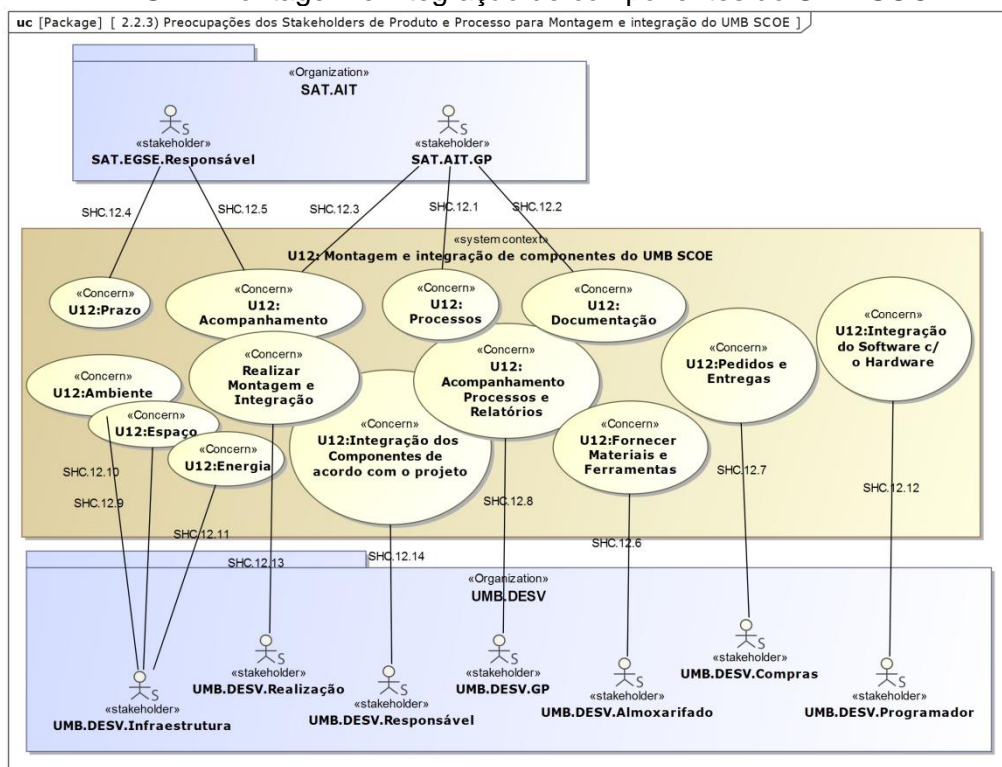 uc [Package] [ 2.2.3) Preocupações dos Stakeholders de Produto e Processo para Montagem e integração do UMB SCOE ]
«Organization»
SAT.AIT
S
«stakeholder»
SAT.EGSE.Responsável
S
«stakeholder»
SAT.AIT.GP
SHC.12.4
SHC.12.5
SHC.12.3
SHC.12.1
SHC.12.2
«system context»
U12: Montagem e integração de componentes do UMB SCOE
«Concern»
U12:Prazo
«Concern»
U12:
Acompanhamento
«Concern»
U12:
Processos
«Concern»
U12:
Documentação
«Concern»
U12:Integração
do Software c/
o Hardware
«Concern»
U12:Pedidos e
Entregas
«Concern»
Realizar
Montagem e
Integração
«Concern»
U12:
Acompanhamento
Processos e
Relatórios
«Concern»
U12:Ambiente
«Concern»
U12:Espaço
«Concern»
U12:Energia
«Concern»
U12:Integração dos
Componentes de
acordo com o projeto
«Concern»
U12:Fornecer
Materiais e
Ferramentas
SHC.12.10
SHC.12.9
SHC.12.11
SHC.12.13
SHC.12.14
SHC.12.8
SHC.12.6
SHC.12.7
SHC.12.12
«Organization»
UMB.DESV
S
«stakeholder»
UMB.DESV.Infraestrutura
S
«stakeholder»
UMB.DESV.Realização
S
«stakeholder»
UMB.DESV.Responsável
S
«stakeholder»
UMB.DESV.GP
S
«stakeholder»
UMB.DESV.Almoxarifado
S
«stakeholder»
UMB.DESV.Compras
S
«stakeholder»
UMB.DESV.Programador